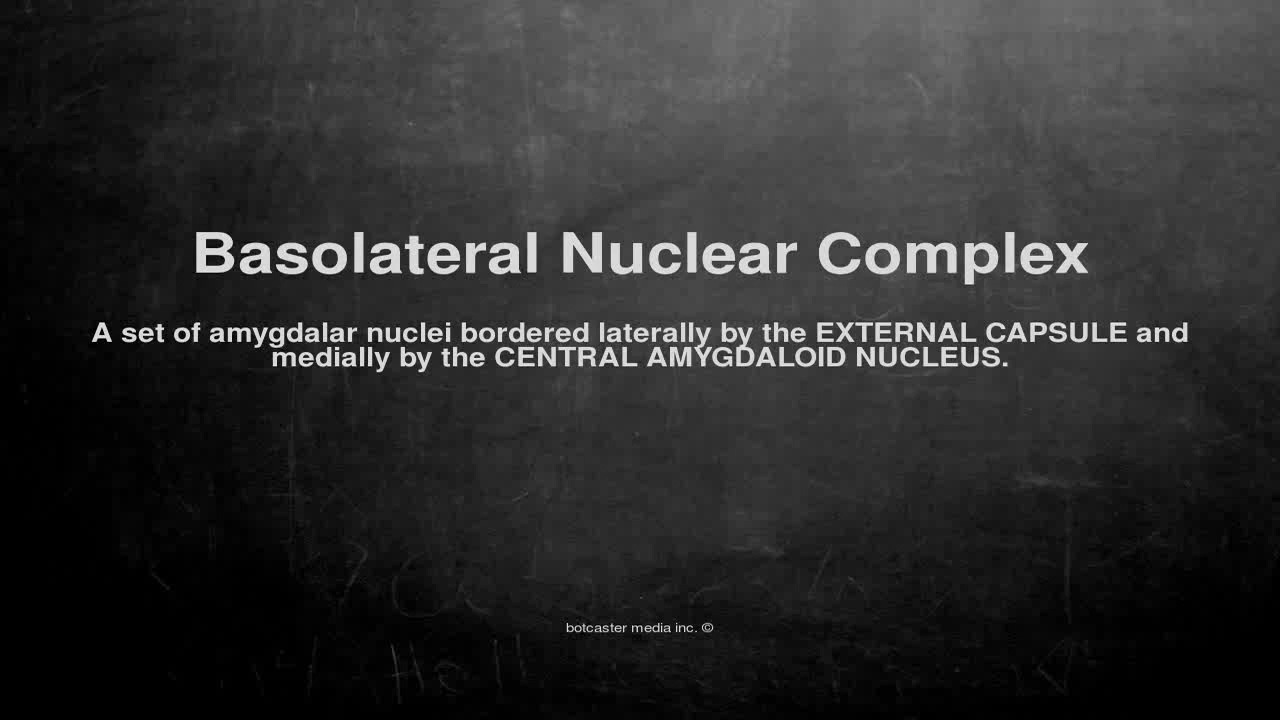 Basolateral Nuclear Complex
A set of amygdalar nuclei bordered laterally by the EXTERNAL CAPSULE and
medially by the CENTRAL AMYGDALOID NUCLEUS.
botcaster media inc. ©